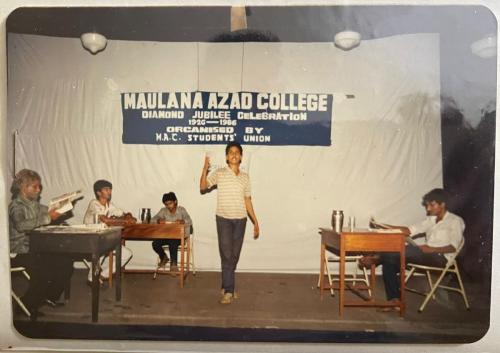 MAULANA AZAD COLLEGE
DIAMOND JUBILEE CELEBRATION
1926—1986
ORGANISED BY
M.A.C. STUDENTS' UNION